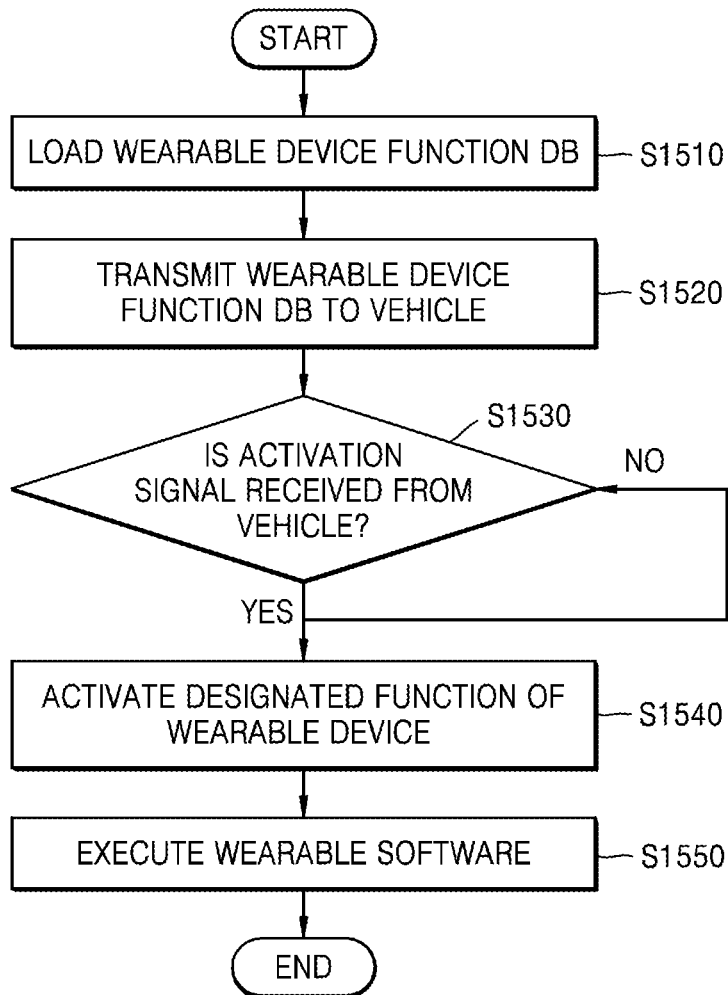 START
LOAD WEARABLE DEVICE FUNCTION DB
S1510
TRANSMIT WEARABLE DEVICE
FUNCTION DB TO VEHICLE
S1520
S1530
IS ACTIVATION
SIGNAL RECEIVED FROM
VEHICLE?
NO
YES
ACTIVATE DESIGNATED FUNCTION OF
WEARABLE DEVICE
S1540
EXECUTE WEARABLE SOFTWARE
S1550
END